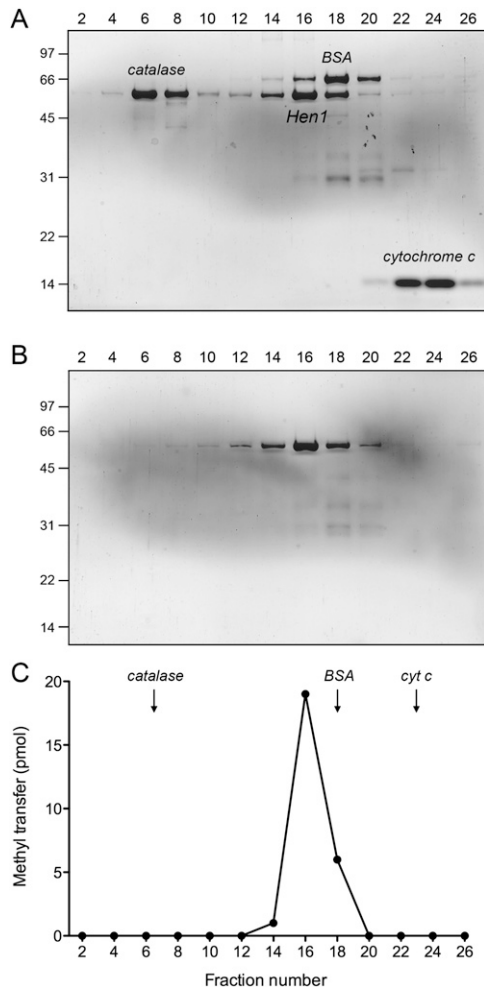 A
2 4 6 8 10 12 14 16 18 20 22 24 26
97
66
45
31
22
14
catalase
BSA
Hen1
cytochrome c
B
2 4 6 8 10 12 14 16 18 20 22 24 26
97
66
45
31
22
14
C
catalase BSA cyt c
20
15
10
5
0
Methyl transfer (pmol)
2 4 6 8 10 12 14 16 18 20 22 24 26
Fraction number